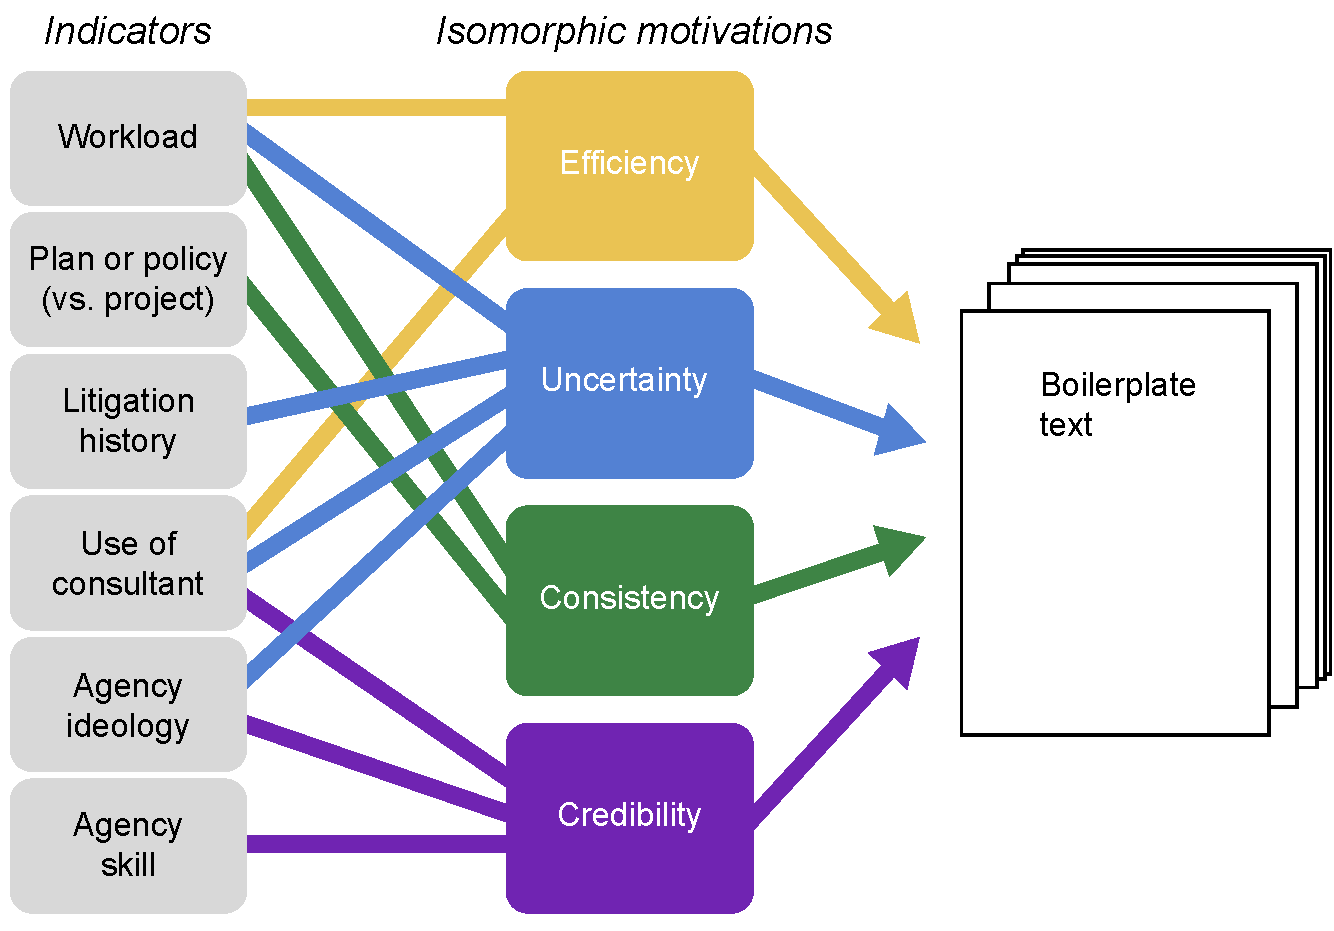 Indicators
Isomorphic motivations
Workload
Plan or policy
(vs. project)
Litigation
history
Use of
consultant
Agency
ideology
Agency
skill
Efficiency
Uncertainty
Consistency
Credibility
Boilerplate
text